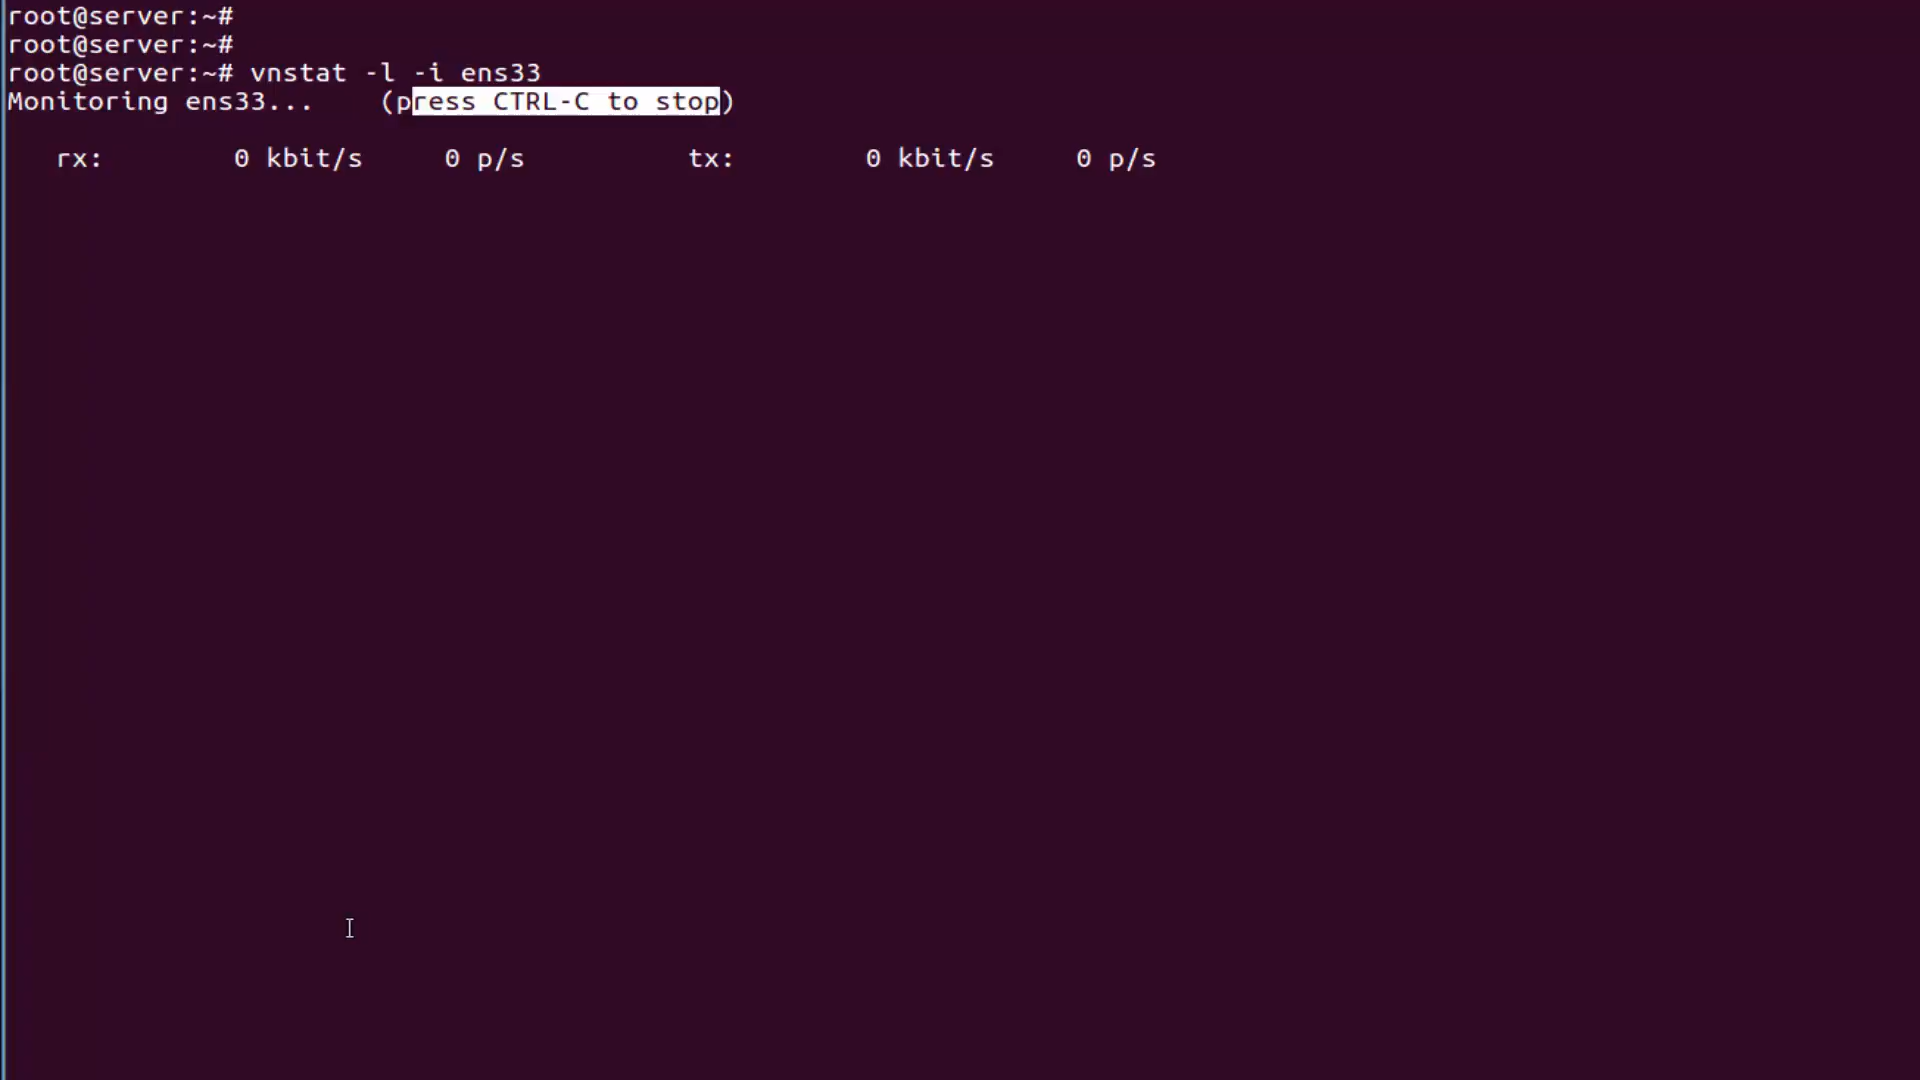 root@server:~#
root@server:~#
root@server:~# vnstat -l -i ens33
Monitoring ens33...    (press CTRL-C to stop)
rx:        0 kbit/s     0 p/s          tx:        0 kbit/s     0 p/s